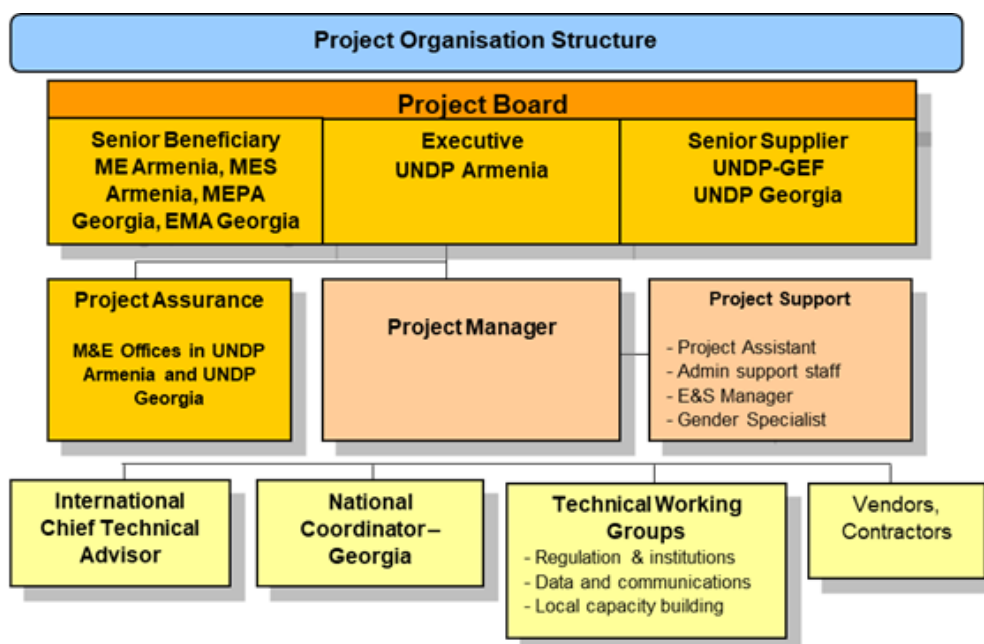 Project Organisation Structure
Project Board
Senior Beneficiary
ME Armenia, MES
Armenia, MEPA
Georgia, EMA Georgia
Executive
UNDP Armenia
Senior Supplier
UNDP-GEF
UNDP Georgia
Project Assurance
M&E Offices in UNDP
Armenia and UNDP
Georgia
Project Manager
Project Support
- Project Assistant
- Admin support staff
- E&S Manager
- Gender Specialist
International
Chief Technical
Advisor
National
Coordinator–
Georgia
Technical Working
Groups
- Regulation & institutions
- Data and communications
- Local capacity building
Vendors,
Contractors